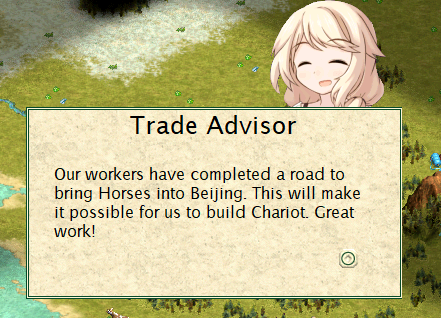 Trade Advisor
Our workers have completed a road to
bring Horses into Beijing. This will make
it possible for us to build Chariot. Great
work!